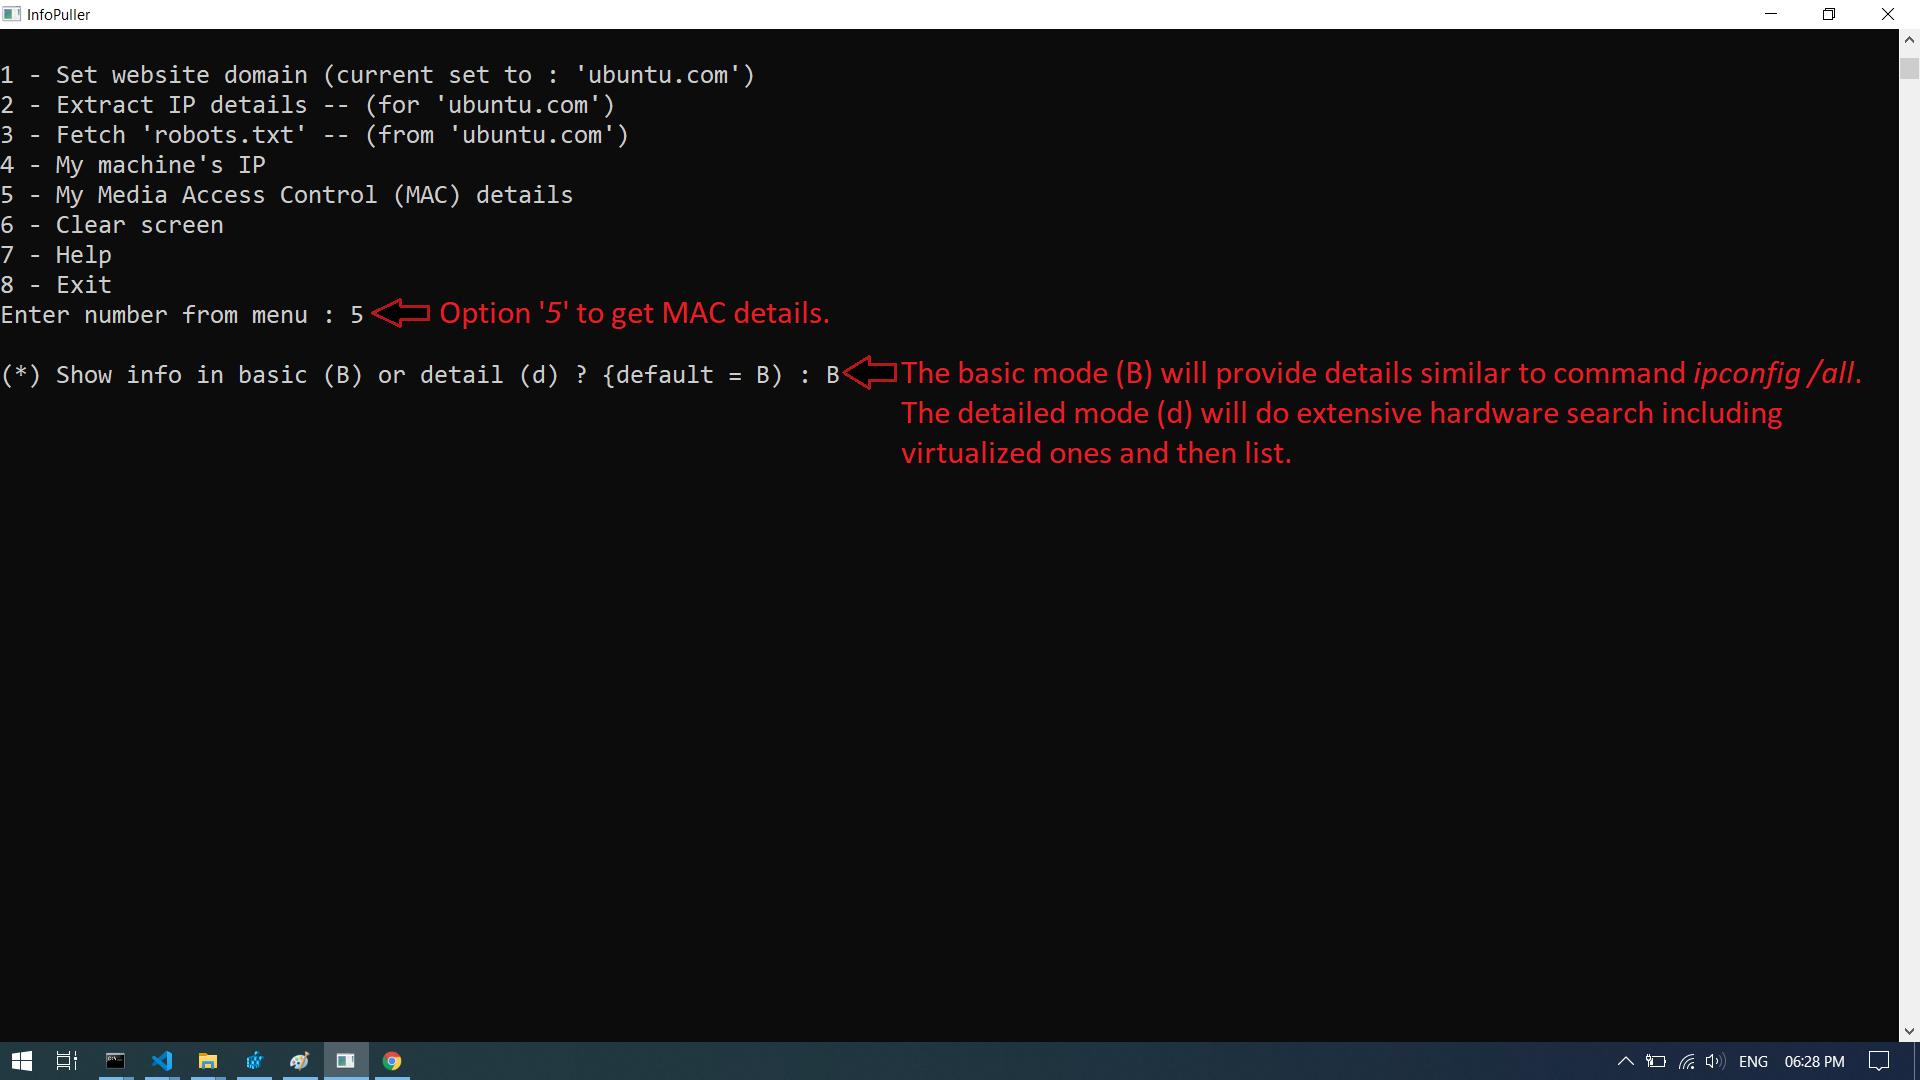 InfoPuller
1 - Set website domain (current set to : 'ubuntu.com')
2 - Extract IP details -- (for 'ubuntu.com')
3 - Fetch 'robots.txt' -- (from 'ubuntu.com')
4 - My machine's IP
5 - My Media Access Control (MAC) details
6 - Clear screen
7 - Help
8 - Exit
Enter number from menu : 5 Option '5' to get MAC details.
(*) Show info in basic (B) or detail (d) ? {default = B) : B The basic mode (B) will provide details similar to command ipconfig /all.
The detailed mode (d) will do extensive hardware search including
virtualized ones and then list.
ENG 06:28 PM